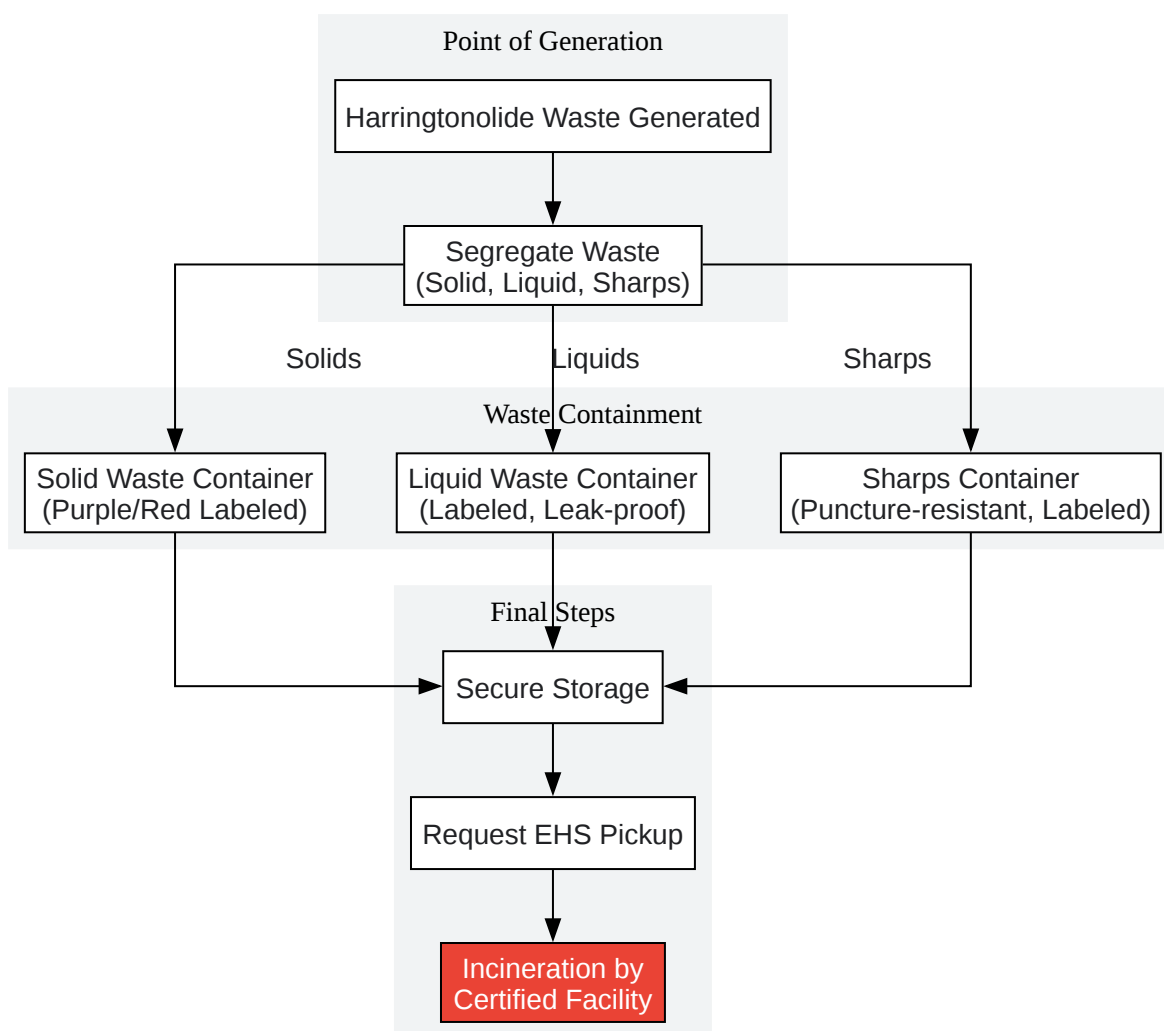 Point of Generation
Harringtonolide Waste Generated
Segregate Waste
(Solid, Liquid, Sharps)
Solids
Liquids
Sharps
Waste Containment
Solid Waste Container
(Purple/Red Labeled)
Liquid Waste Container
(Labeled, Leak-proof)
Sharps Container
(Puncture-resistant, Labeled)
Final Steps
Secure Storage
Request EHS Pickup
Incineration by
Certified Facility